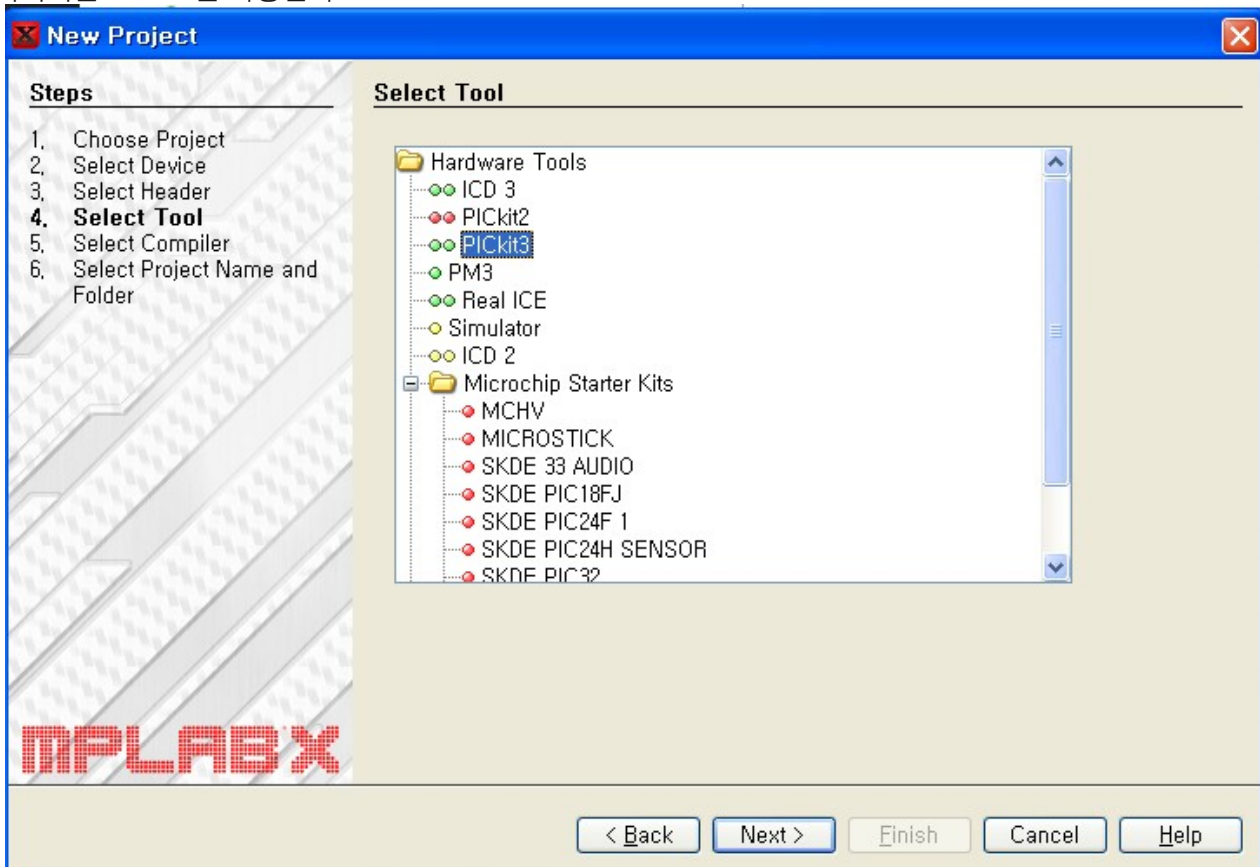 New Project
Steps
1, Choose Project
2, Select Device
3, Select Header
4, Select Tool
5, Select Compiler
6, Select Project Name and
Folder
MPLABX
Select Tool
Hardware Tools
ICD 3
PICkit2
PICkit3
PM3
Real ICE
Simulator
ICD 2
Microchip Starter Kits
MCHV
MICROSTICK
SKDE 33 AUDIO
SKDE PIC18FJ
SKDE PIC24F 1
SKDE PIC24H SENSOR
SKDE PIC32
< Back
Next >
Finish
Cancel
Help